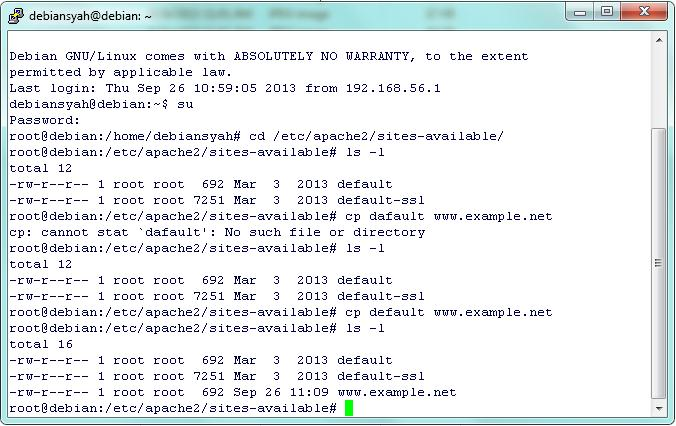 debiansyah@debian: ~
Debian GNU/Linux comes with ABSOLUTELY NO WARRANTY, to the extent
permitted by applicable law.
Last login: Thu Sep 26 10:59:05 2013 from 192.168.56.1
debiansyah@debian:~$ su
Password:
root@debian:/home/debiansyah# cd /etc/apache2/sites-available/
root@debian:/etc/apache2/sites-available# ls -l
total 12
-rw-r--r-- 1 root root  692 Mar  3  2013 default
-rw-r--r-- 1 root root 7251 Mar  3  2013 default-ssl
root@debian:/etc/apache2/sites-available# cp dafault www.example.net
cp: cannot stat `dafault': No such file or directory
root@debian:/etc/apache2/sites-available# ls -l
total 12
-rw-r--r-- 1 root root  692 Mar  3  2013 default
-rw-r--r-- 1 root root 7251 Mar  3  2013 default-ssl
root@debian:/etc/apache2/sites-available# cp default www.example.net
root@debian:/etc/apache2/sites-available# ls -l
total 16
-rw-r--r-- 1 root root  692 Mar  3  2013 default
-rw-r--r-- 1 root root 7251 Mar  3  2013 default-ssl
-rw-r--r-- 1 root root  692 Sep 26 11:09 www.example.net
root@debian:/etc/apache2/sites-available#